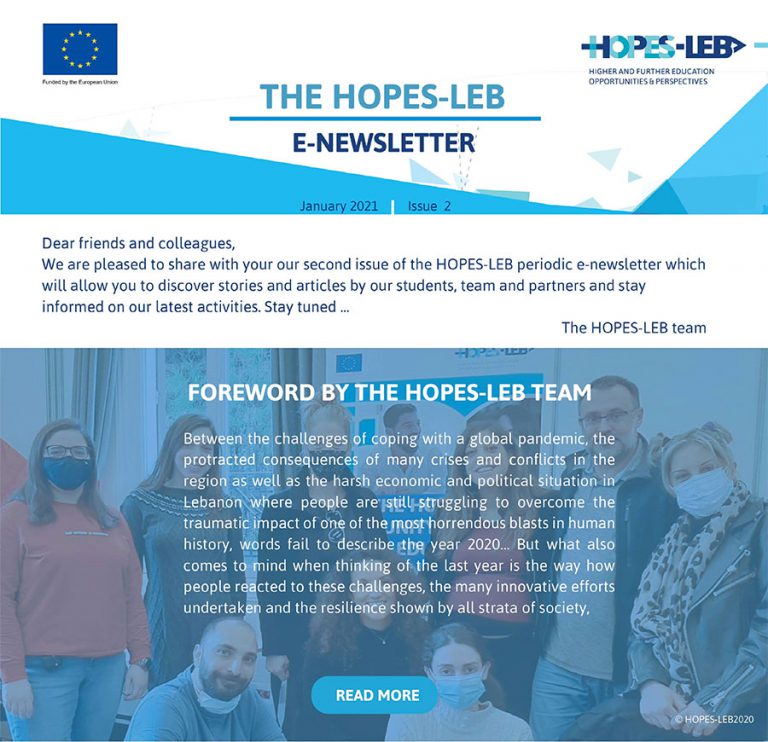 Funded by the European Union
HOPES-LEB
HIGHER AND FURTHER EDUCATION
OPPORTUNITIES & PERSPECTIVES
THE HOPES-LEB
E-NEWSLETTER
January 2021 | Issue 2
Dear friends and colleagues,
We are pleased to share with your our second issue of the HOPES-LEB periodic e-newsletter which
will allow you to discover stories and articles by our students, team and partners and stay
informed on our latest activities. Stay tuned ...
The HOPES-LEB team
HOPES-LEB
FOREWORD BY THE HOPES-LEB TEAM
Between the challenges of coping with a global pandemic, the
protracted consequences of many crises and conflicts in the
region as well as the harsh economic and political situation in
Lebanon where people are still struggling to overcome the
traumatic impact of one of the most horrendous blasts in human
history, words fail to describe the year 2020... But what also
comes to mind when thinking of the last year is the way how
people reacted to these challenges, the many innovative efforts
undertaken and the resilience shown by all strata of society,
READ MORE
© HOPES-LEB2020